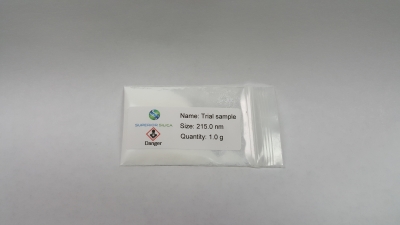 Name: Trial sample
Size: 215.0 nm
Quantity: 1.0 g
Danger